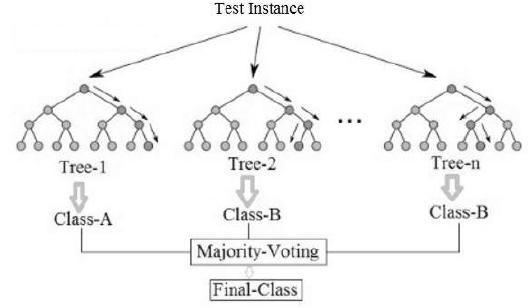 Test Instance
...
Tree-1
Tree-2
Tree-n
Class-A
Class-B
Class-B
Majority-Voting
Final-Class